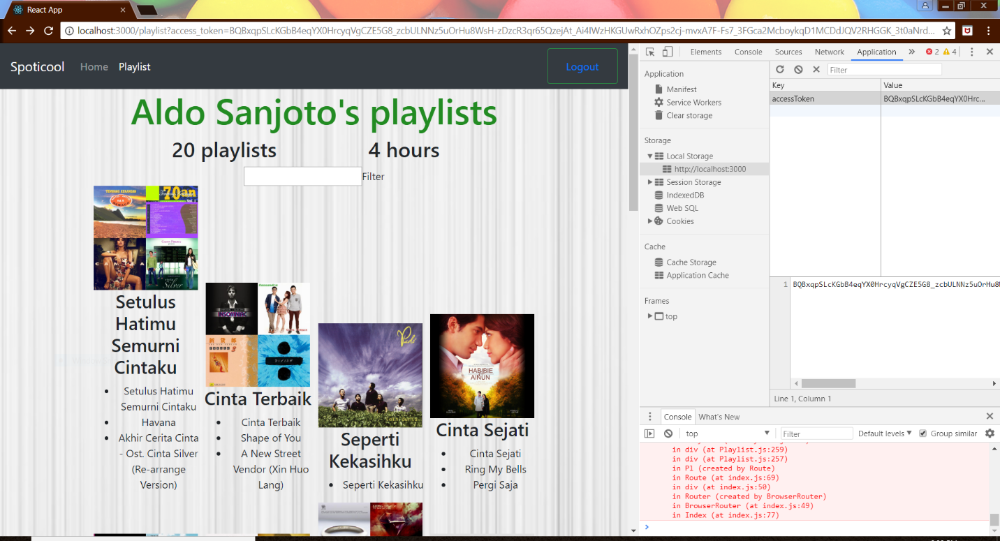 React App
localhost:3000/playlist?access_token=BQBxqpSLcKGbB4eqYX0HrcyqVgCZE5G8_zcbULNNz5uOrHu8WsH-zDzcR3qr65QzejAt_Ai4IWzHKGUwRxhOZps2cj-mvxA7F-Fs7_3FGca2McboykqD1MCDdJQV2RHGGK_3t0aNrd...
Spoticool Home Playlist Logout
Aldo Sanjoto's playlists
20 playlists 4 hours
Filter
70an
Setulus
Hatimu
Semurni
Cintaku
Setulus Hatimu
Semurni Cintaku
Havana
Akhir Cerita Cinta
- Ost. Cinta Silver
(Re-arrange
Version)
DIVIDE
Cinta Terbaik
Cinta Terbaik
Shape of You
A New Street
Vendor (Xin Huo
Lang)
Padi
Seperti
Kekasihku
Seperti Kekasihku
HABIBIE
AINUN
Cinta Sejati
Cinta Sejati
Ring My Bells
Pergi Saja
Elements Console Sources Network Application » 2 4
Application
Manifest
Service Workers
Clear storage
Storage
Local Storage
http://localhost:3000
Session Storage
IndexedDB
Web SQL
Cookies
Cache
Cache Storage
Application Cache
Frames
top
Filter
Key Value
accessToken BQBxqpSLcKGbB4eqYX0Hrc...
1 BQBxqpSLcKGbB4eqYX0HrcyqVgCZE5G8_zcbULNNz5uOrHu8
Line 1, Column 1
Console What's New
top Filter Default levels Group similar
in div (at Playlist.js:259)
in div (at Playlist.js:257)
in Pl (created by Route)
in Route (at index.js:69)
in div (at index.js:50)
in Router (created by BrowserRouter)
in BrowserRouter (at index.js:49)
in Index (at index.js:77)
>